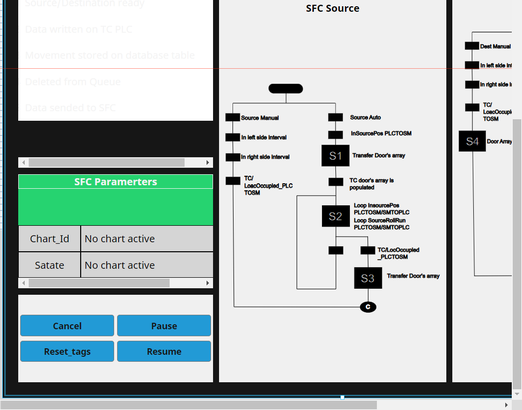 Source/Destination ready
Data written on TC PLC
Movement stored on database table
Deleted from Queue
Data sended to SFC
SFC Paramerters
Chart_Id
No chart active
Satate
No chart active
Cancel
Pause
Reset_tags
Resume
SFC Source
Source Manual
In left side interval
In right side interval
TC/
LoacOccupied_PLC
TOSM
Source Auto
InSourcePos PLCTOSM
S1
Transfer Door's array
TC door's array is
populated
S2
Loop InsourcePos
PLCTOSM/SMTOPLC
Loop SourceRollRun
PLCTOSM/SMTOPLC
TC/LocOccupied
_PLCTOSM
S3
Transfer Door's array
C
Dest Manual
In left side int
In right side in
TC/
LoacOccupi
TOSM
S4
Door Array